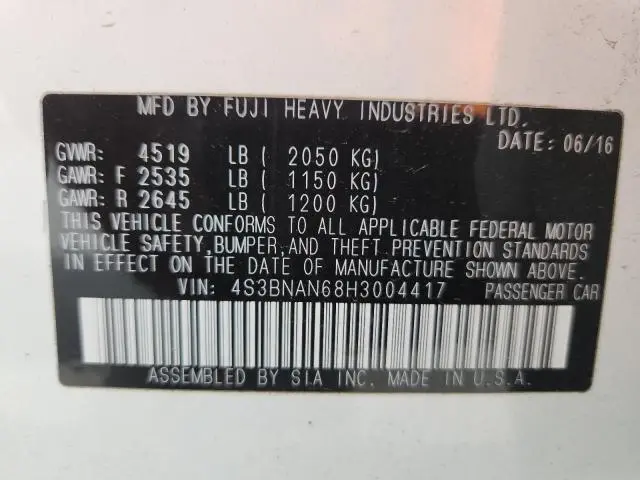 MFD BY FUJI HEAVY INDUSTRIES LTD.
DATE: 06/16
GVWR: 4519 LB ( 2050 KG)
GAWR: F 2535 LB ( 1150 KG)
GAWR: R 2645 LB ( 1200 KG)
THIS VEHICLE CONFORMS TO ALL APPLICABLE FEDERAL MOTOR
VEHICLE SAFETY, BUMPER, AND THEFT PREVENTION STANDARDS
IN EFFECT ON THE DATE OF MANUFACTURE SHOWN ABOVE.
VIN: 4S3BNAN68H3004417 PASSENGER CAR
ASSEMBLED BY SIA INC. MADE IN U.S.A.